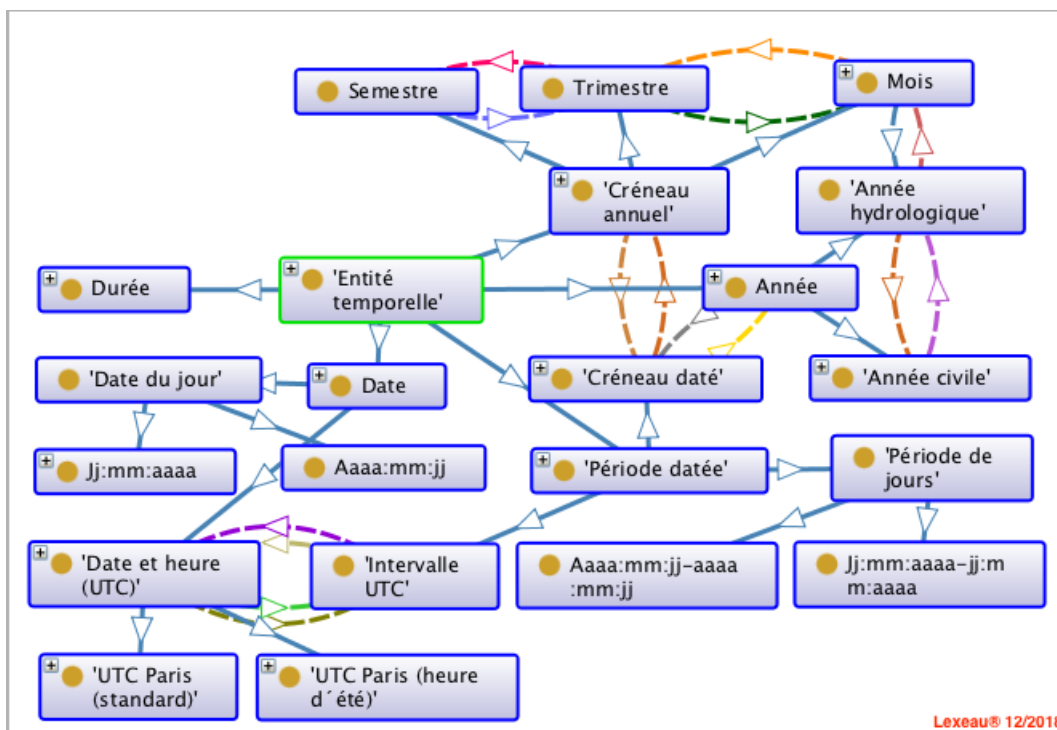 Semestre
Trimestre
Mois
'Créneau
annuel'
'Année
hydrologique'
Durée
'Entité
temporelle'
Année
'Date du jour'
Date
'Créneau daté'
'Année civile'
Jj:mm:aaaa
Aaaa:mm:jj
'Période datée'
'Période de
jours'
'Date et heure
(UTC)'
'Intervalle
UTC'
Aaaa:mm:jj-aaaa
:mm:jj
Jj:mm:aaaa-jj:m
m:aaaa
'UTC Paris
(standard)'
'UTC Paris (heure
d´été)'
Lexeau® 12/2018